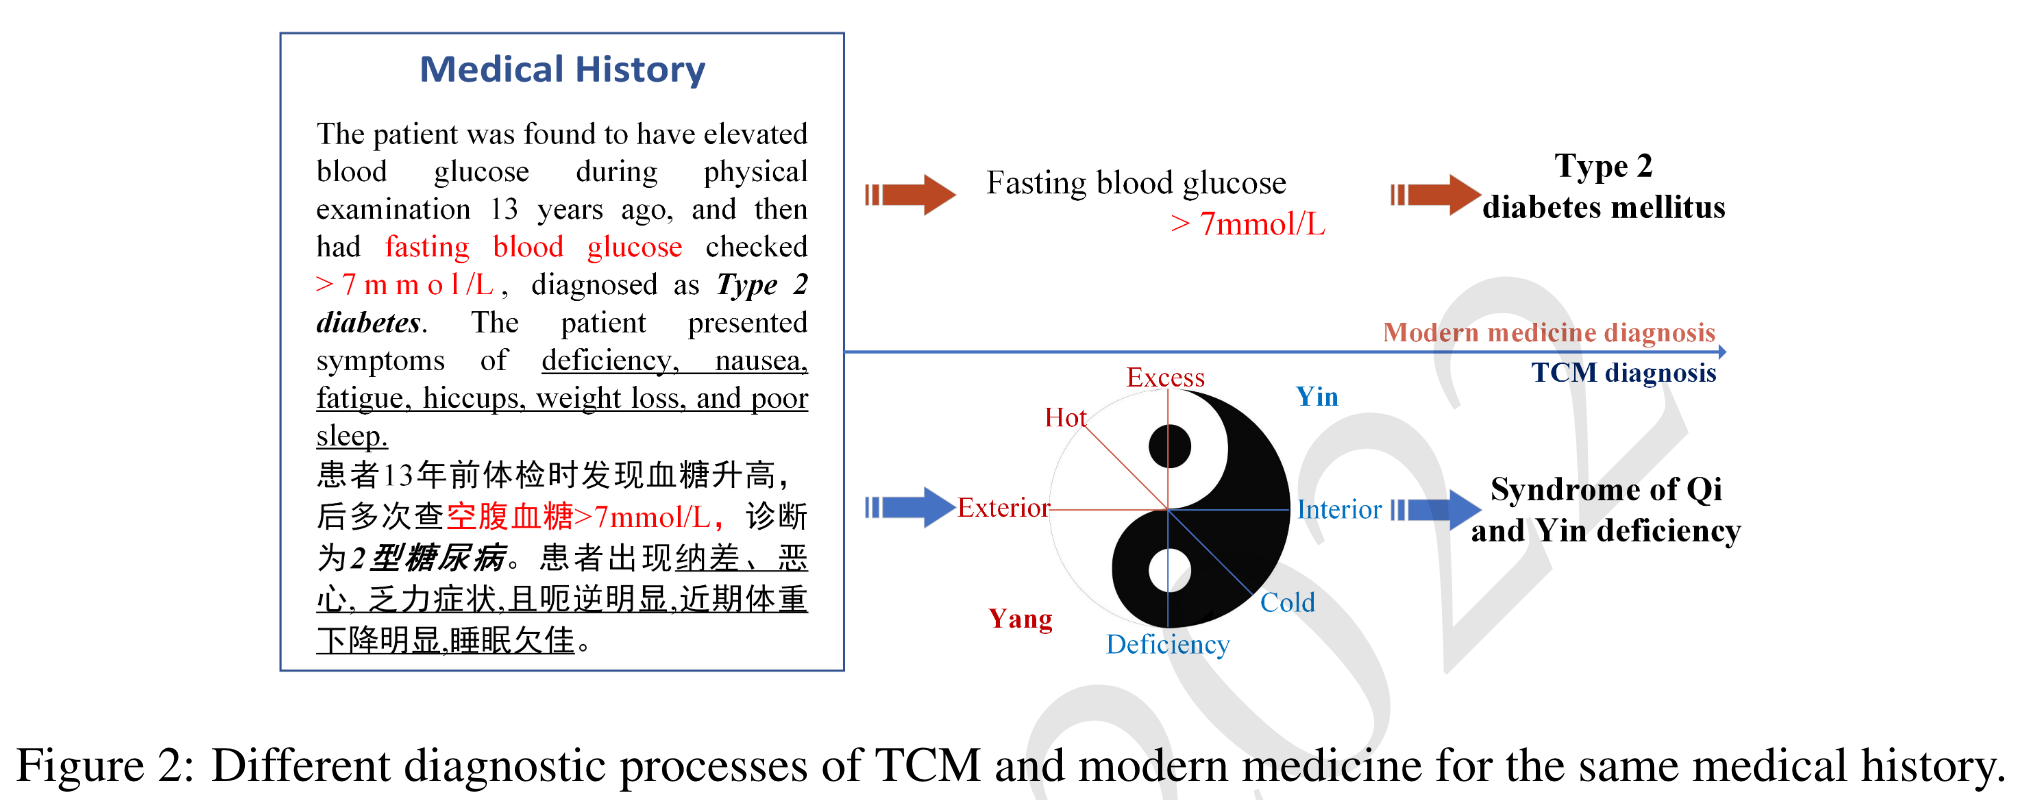 Medical History
The patient was found to have elevated
blood glucose during physical
examination 13 years ago, and then
had fasting blood glucose checked
>7mmol/L, diagnosed as Type 2
diabetes. The patient presented
symptoms of deficiency, nausea,
fatigue, hiccups, weight loss, and poor
sleep.
患者13年前体检时发现血糖升高，
后多次查空腹血糖>7mmol/L，诊断
为2型糖尿病。患者出现纳差、恶
心, 乏力症状,且呃逆明显,近期体重
下降明显,睡眠欠佳。
Fasting blood glucose
> 7mmol/L
Type 2
diabetes mellitus
Modern medicine diagnosis
TCM diagnosis
Excess
Yin
Hot
Exterior
Interior
Cold
Yang
Deficiency
Syndrome of Qi
and Yin deficiency
2022
Figure 2: Different diagnostic processes of TCM and modern medicine for the same medical history.